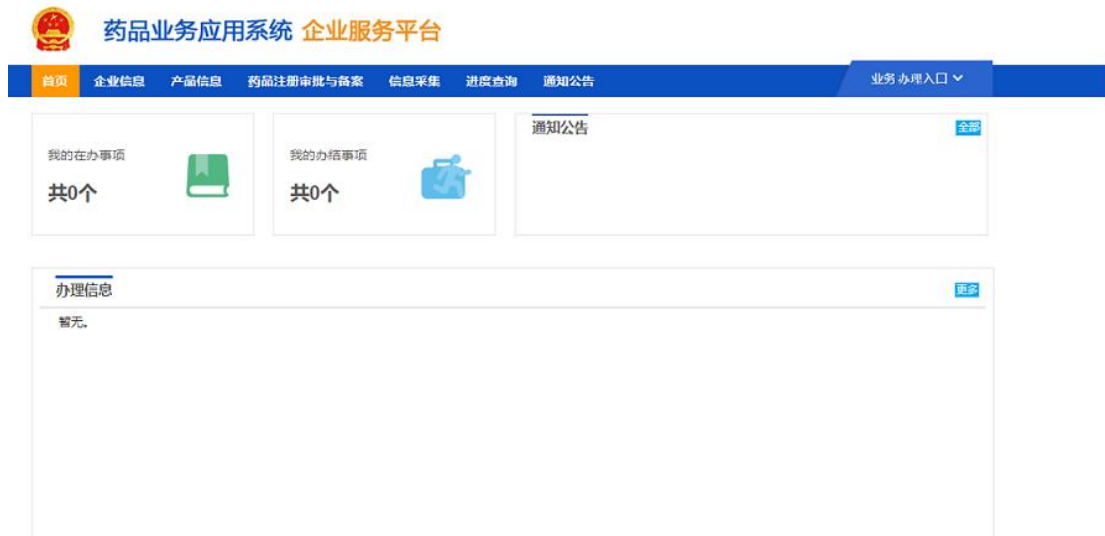 药品业务应用系统 企业服务平台
首页 企业信息 产品信息 药品注册审批与备案 信息采集 进度查询 通知公告 业务办理入口
我的在办事项
共0个
我的办结事项
共0个
通知公告 全部
办理信息 更多
暂无。